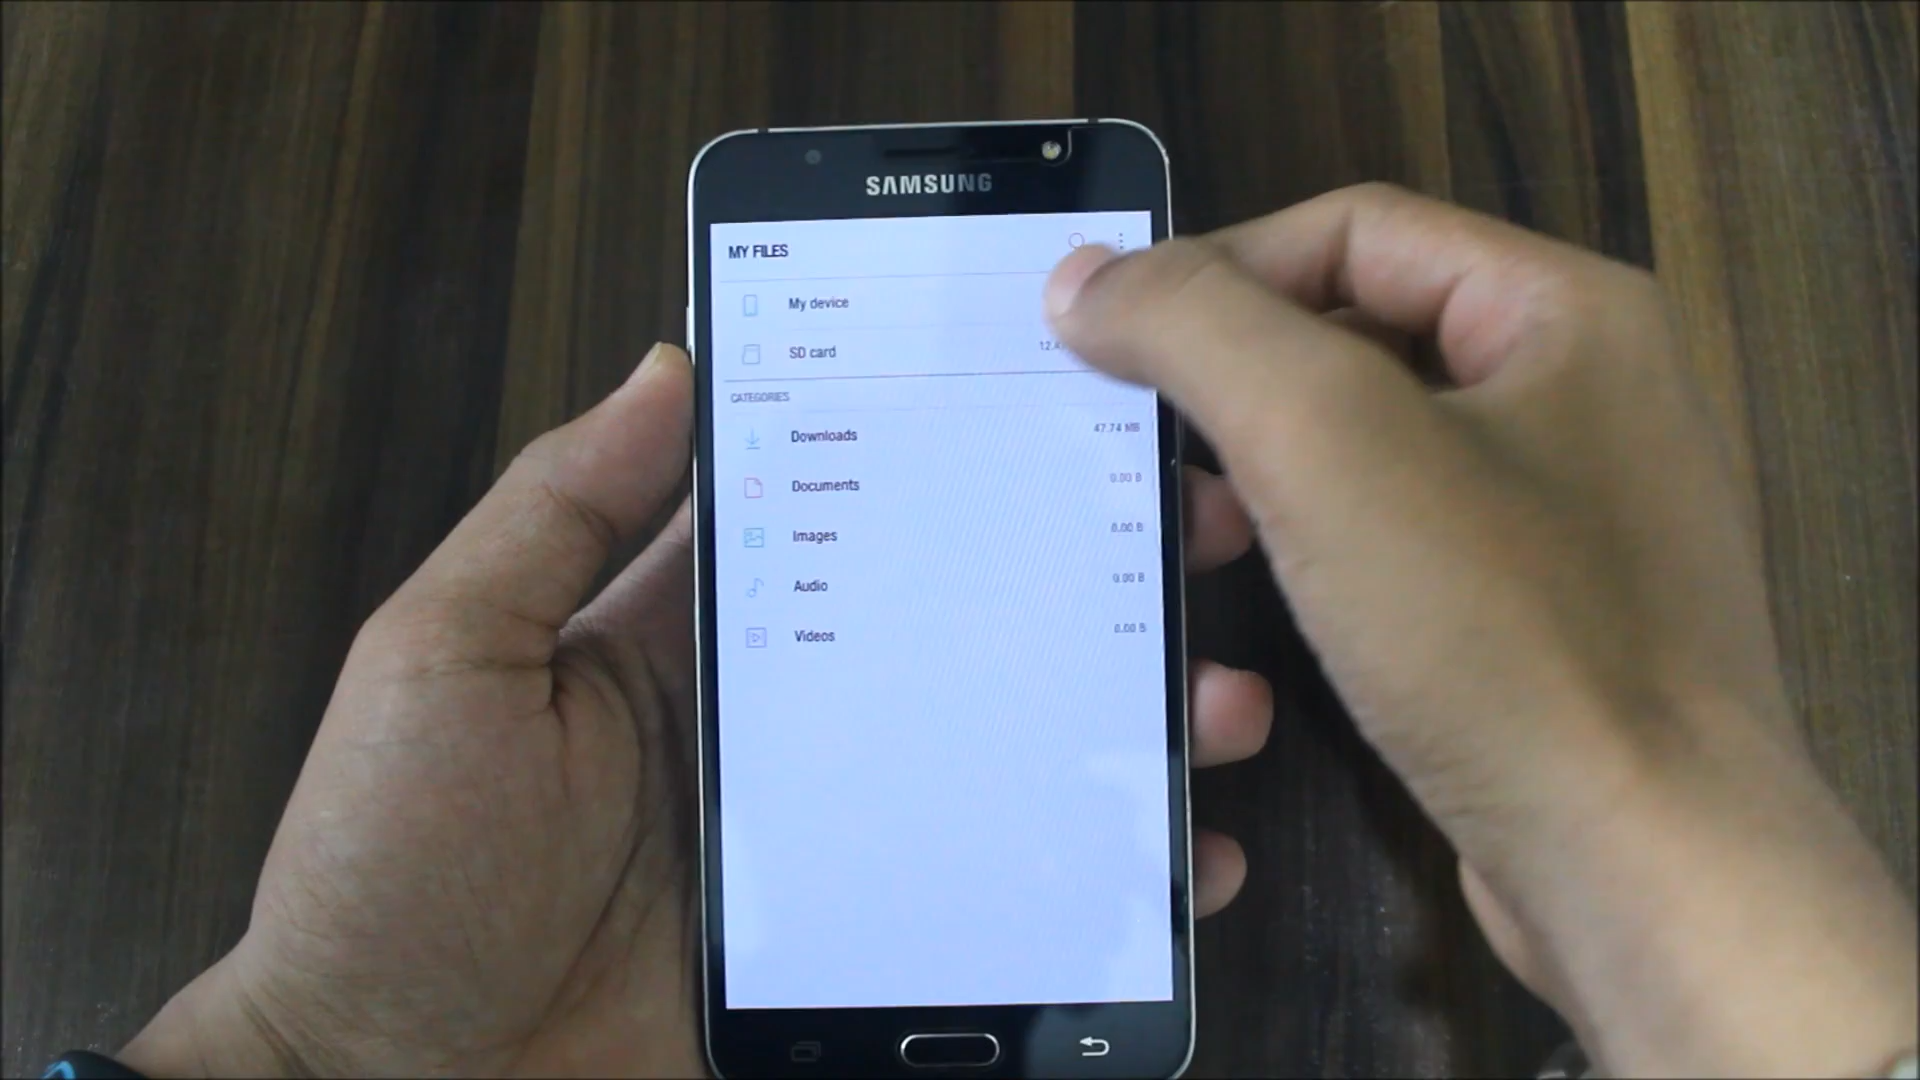 SAMSUNG
MY FILES
My device
SD card
CATEGORIES
Downloads 47.74 MB
Documents 0.00 B
Images 0.00 B
Audio 0.00 B
Videos 0.00 B